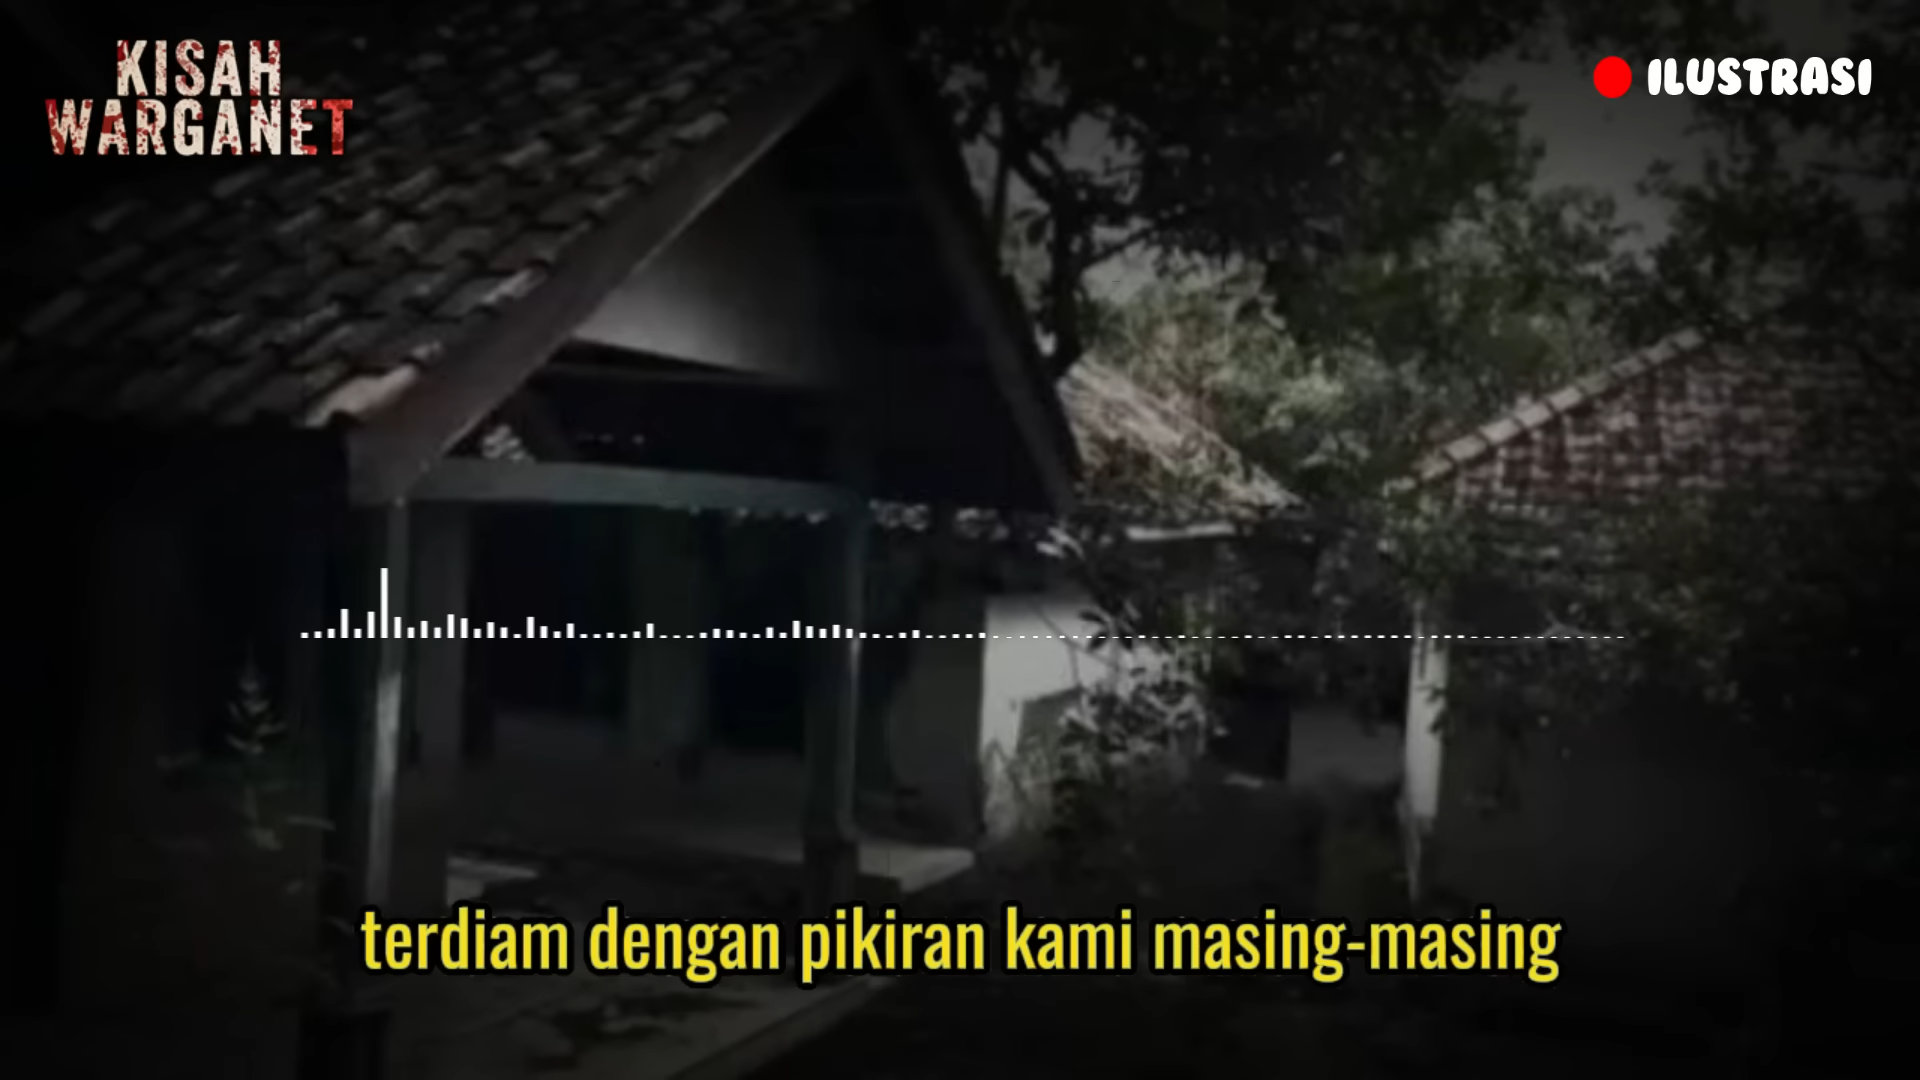 KISAH
WARGANET
ILUSTRASI
terdiam dengan pikiran kami masing-masing